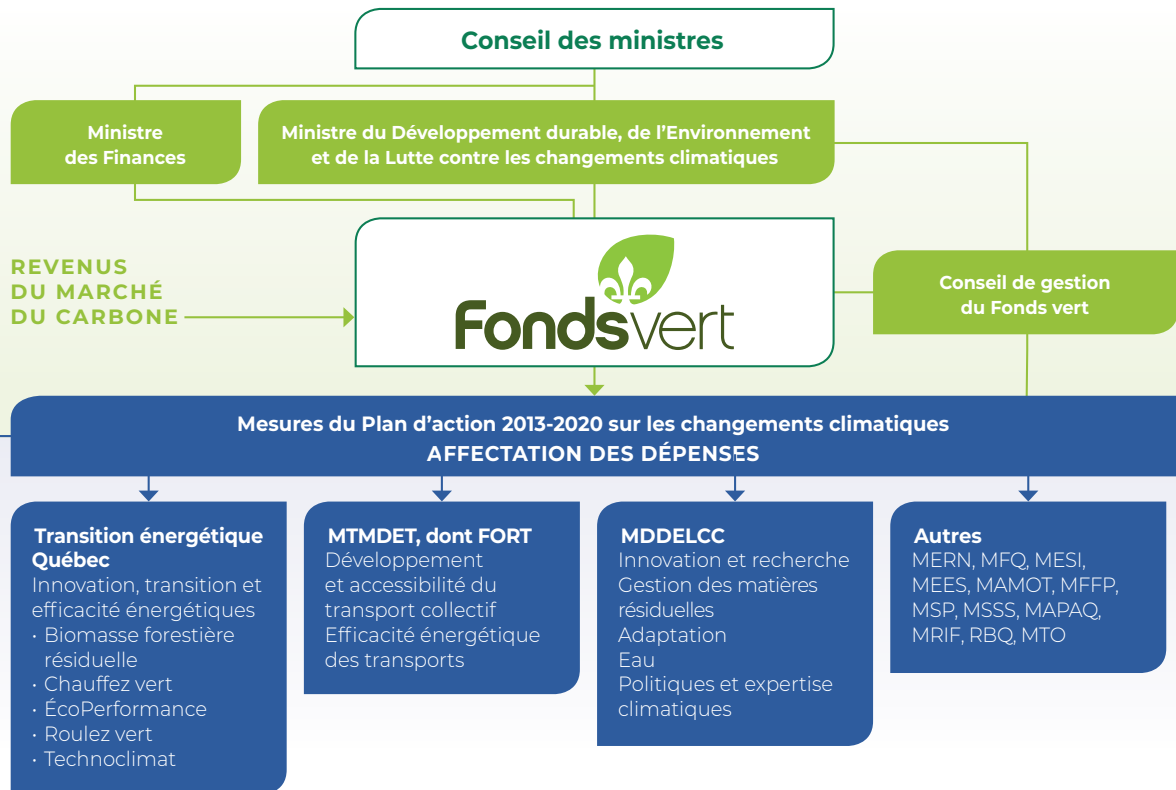 Conseil des ministres
Ministre
des Finances
Ministre du Développement durable, de l'Environnement
et de la Lutte contre les changements climatiques
REVENUS
DU MARCHÉ
DU CARBONE
Fondsvert
Conseil de gestion
du Fonds vert
Mesures du Plan d'action 2013-2020 sur les changements climatiques
AFFECTATION DES DÉPENSES
Transition énergétique
Québec
Innovation, transition et
efficacité énergétiques
· Biomasse forestière
résiduelle
· Chauffez vert
· ÉcoPerformance
· Roulez vert
· Technoclimat
MTMDET, dont FORT
Développement
et accessibilité du
transport collectif
Efficacité énergétique
des transports
MDDELCC
Innovation et recherche
Gestion des matières
résiduelles
Adaptation
Eau
Politiques et expertise
climatiques
Autres
MERN, MFQ, MESI,
MEES, MAMOT, MFFP,
MSP, MSSS, MAPAQ,
MRIF, RBQ, MTO